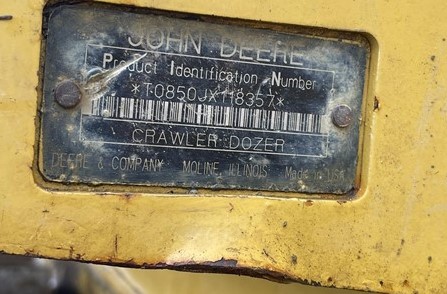 JOHN DEERE
Product Identification Number
*T0850JX118357*
CRAWLER DOZER
DEERE & COMPANY MOLINE, ILLINOIS Made in USA